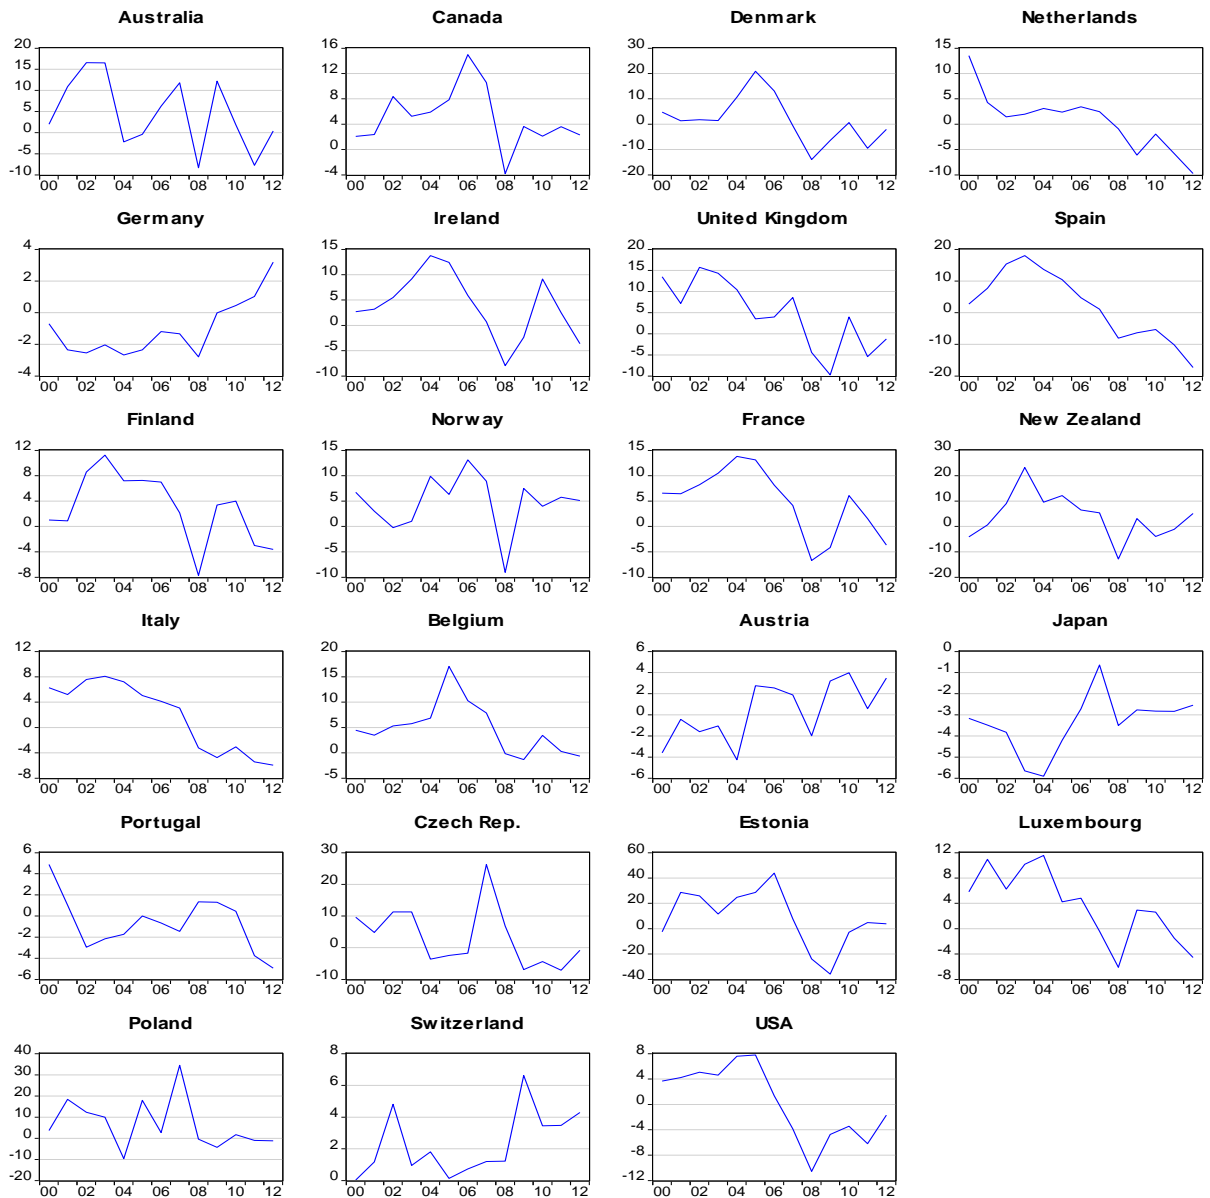 Australia Canada Denmark Netherlands
20 16 30 15
15 12 20 10
10 8 10 5
5 4 0 0
0 0 -10 -5
-5 -4 -20 -10
-10
00 02 04 06 08 10 12 00 02 04 06 08 10 12 00 02 04 06 08 10 12 00 02 04 06 08 10 12
Germany Ireland United Kingdom Spain
4 15 20 20
2 10 15 10
0 5 10 0
-2 0 5 -10
-4 -5 0 -20
-10 -5
-10
00 02 04 06 08 10 12 00 02 04 06 08 10 12 00 02 04 06 08 10 12 00 02 04 06 08 10 12
Finland Norway France New Zealand
12 15 15 30
8 10 10 20
4 5 5 10
0 0 0 0
-4 -5 -5 -10
-8 -10 -10 -20
00 02 04 06 08 10 12 00 02 04 06 08 10 12 00 02 04 06 08 10 12 00 02 04 06 08 10 12
Italy Belgium Austria Japan
12 20 6 -0
8 15 4 -1
4 10 2 -2
0 5 0 -3
-4 0 -2 -4
-8 -5 -4 -5
-6 -6
00 02 04 06 08 10 12 00 02 04 06 08 10 12 00 02 04 06 08 10 12 00 02 04 06 08 10 12
Portugal Czech Rep. Estonia Luxembourg
6 30 60 12
4 20 40 8
2 10 20 4
0 0 0 0
-2 -10 -20 -4
-4 -40 -8
-6
00 02 04 06 08 10 12 00 02 04 06 08 10 12 00 02 04 06 08 10 12 00 02 04 06 08 10 12
Poland Switzerland USA
40 8 8
30 6 4
20 4 0
10 2 -4
0 0 -8
-10 -12
-20
00 02 04 06 08 10 12 00 02 04 06 08 10 12 00 02 04 06 08 10 12